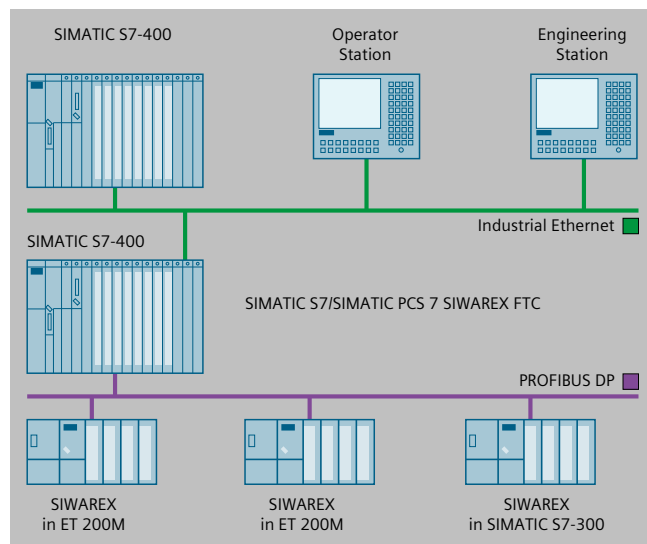 SIMATIC S7-400
Operator
Station
Engineering
Station
Industrial Ethernet
SIMATIC S7-400
SIMATIC S7/SIMATIC PCS 7 SIWAREX FTC
PROFIBUS DP
SIWAREX
in ET 200M
SIWAREX
in ET 200M
SIWAREX
in SIMATIC S7-300